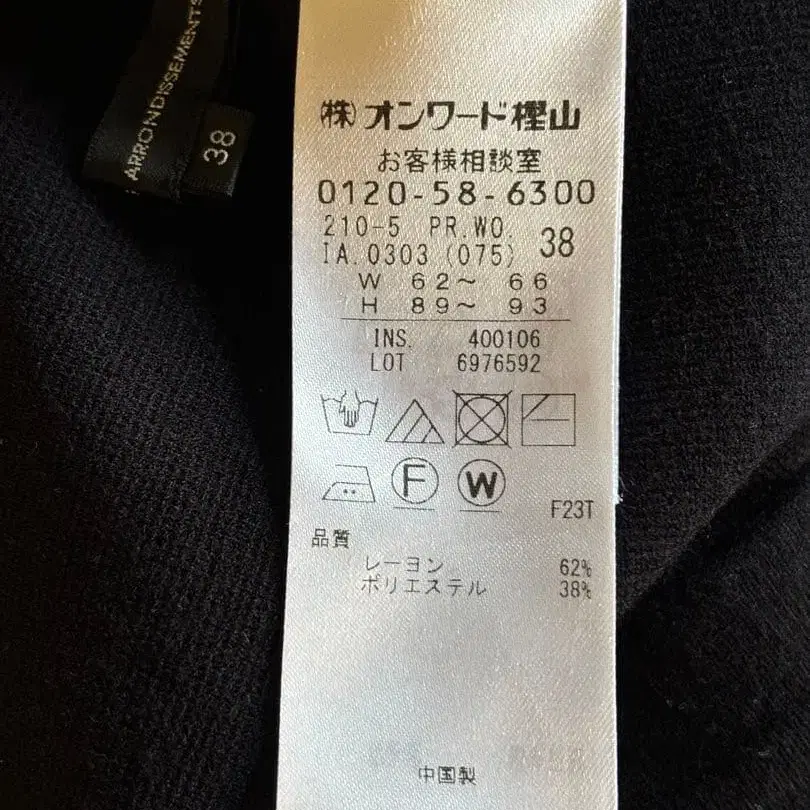 ARRONDISSEMENTS
38
(株)オンワード樫山
お客様相談室
0120-58-6300
210-5 PR.WO.
IA.0303(075) 38
W 62~ 66
H 89~ 93
INS. 400106
LOT 6976592
F
W
F23T
品質
レーヨン 62%
ポリエステル 38%
中国製